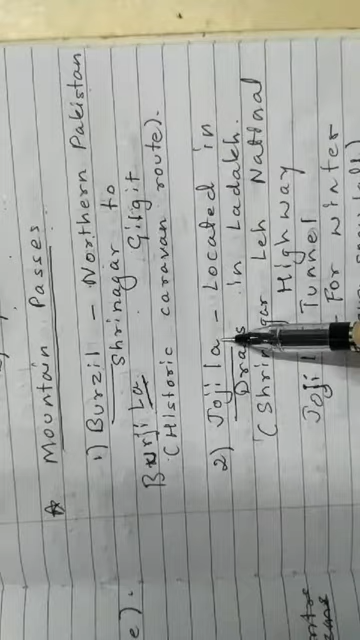 Mountain Passes
1) Burzil - Northern Pakistan
Shrinagar to
Burji La Gilgit
(Historic caravan route).
2) Joji la - Located in
Dras in Ladakh.
(Shrinagar Leh National
Highway
Joji Tunnel
For winter
e).